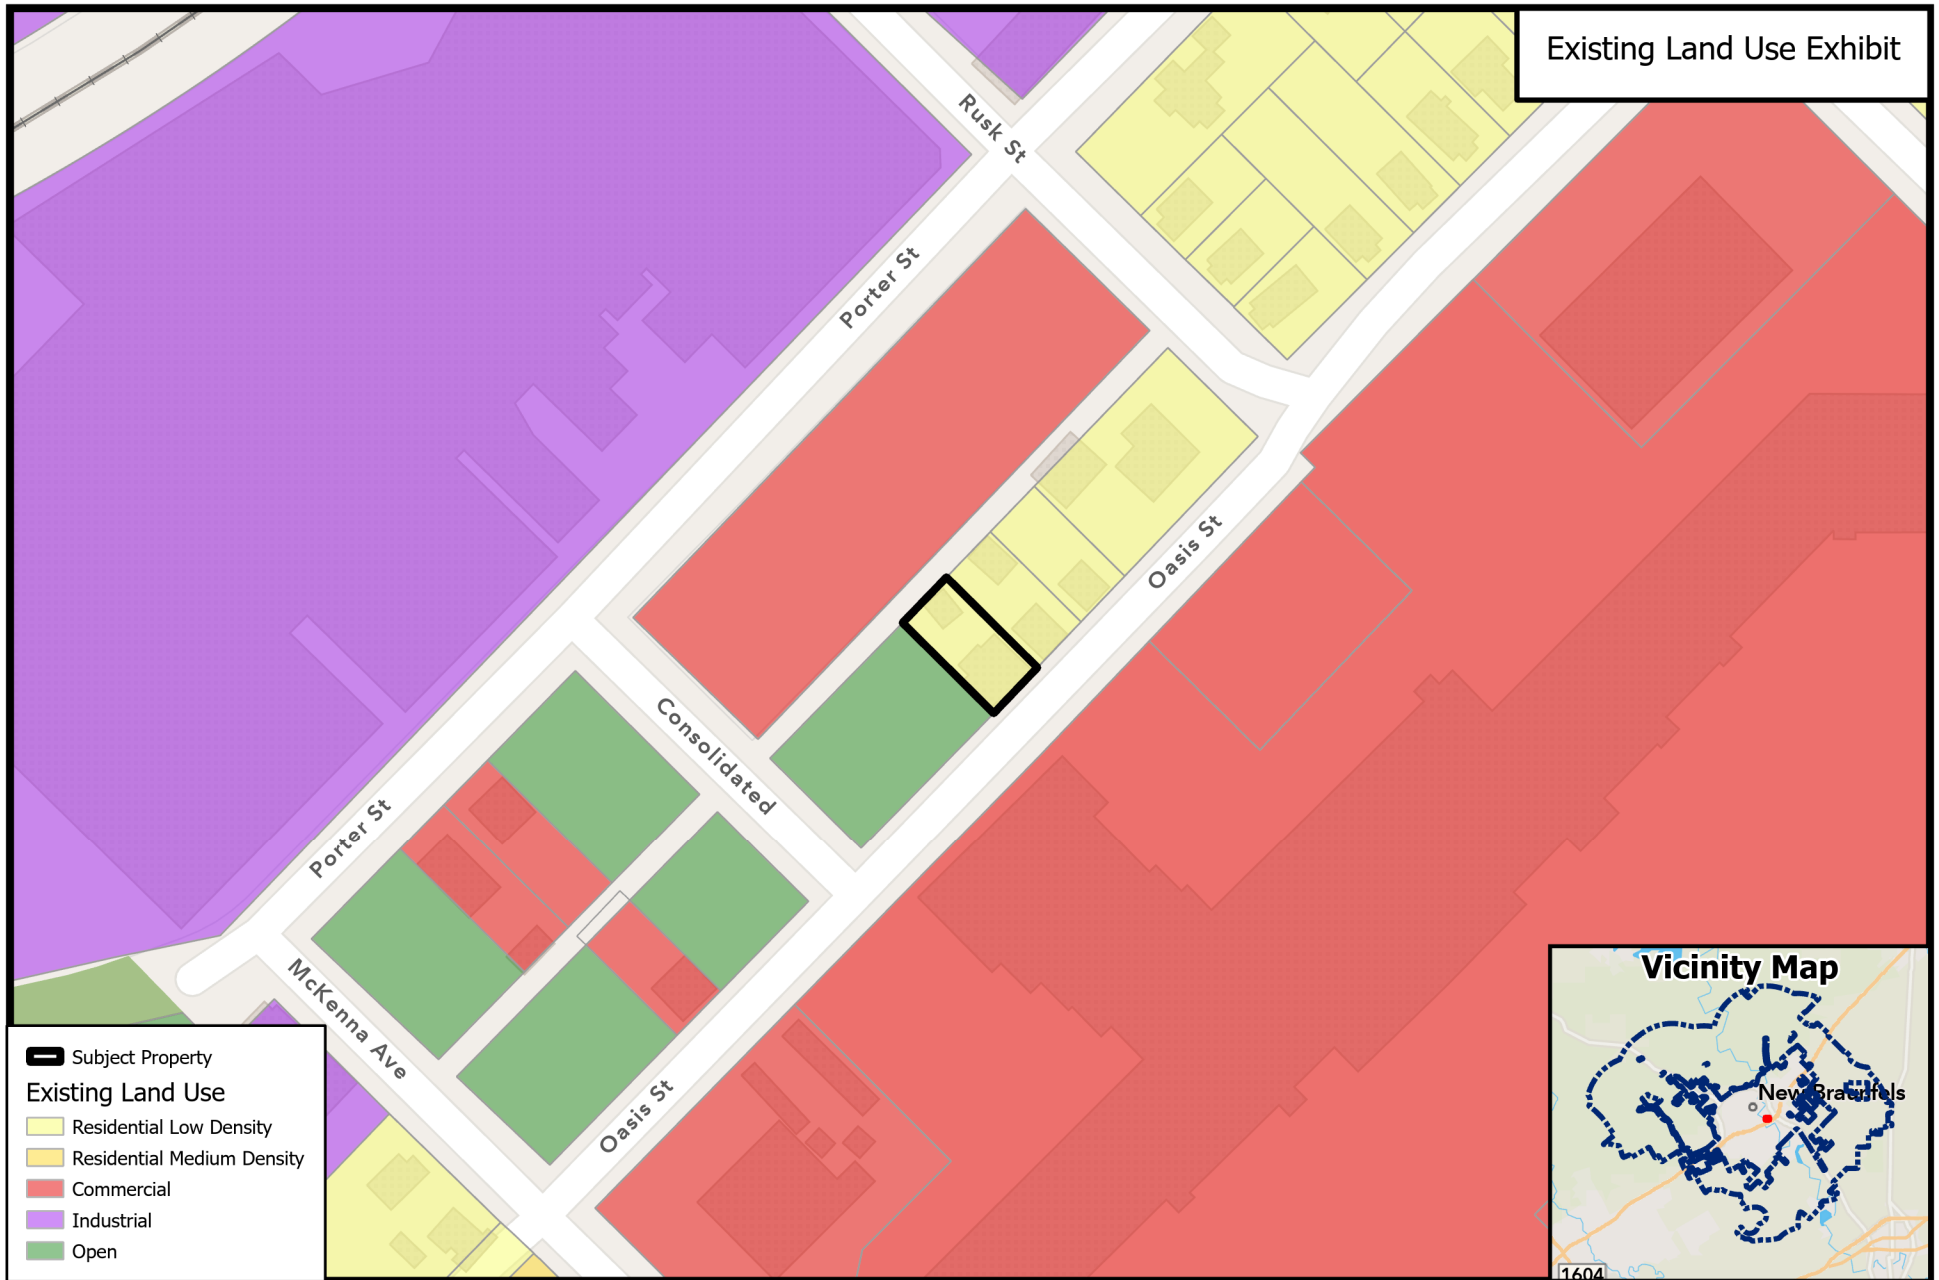 Existing Land Use Exhibit
Rusk St
Porter St
Oasis St
Consolidated
Porter St
McKenna Ave
Oasis St
Subject Property
Existing Land Use
Residential Low Density
Residential Medium Density
Commercial
Industrial
Open
Vicinity Map
New Braunfels
1604